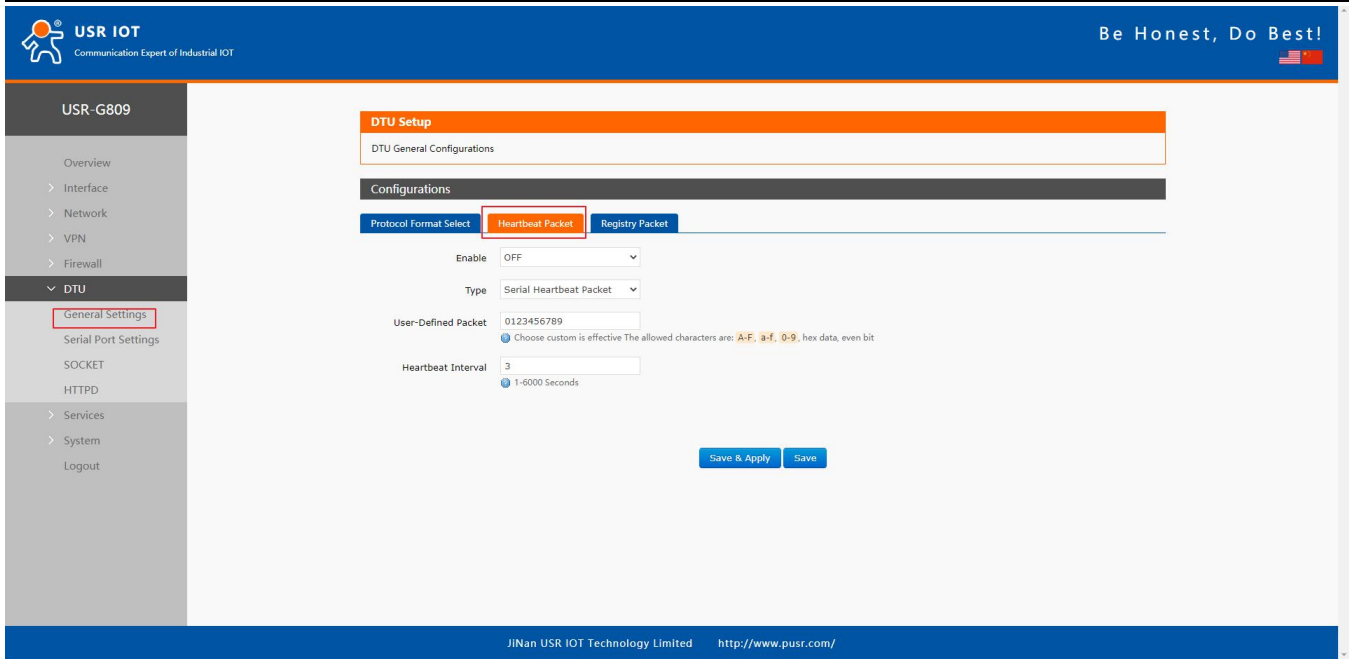 USR IOT
Communication Expert of Industrial IOT
Be Honest, Do Best!
USR-G809
Overview
Interface
Network
VPN
Firewall
DTU
General Settings
Serial Port Settings
SOCKET
HTTPD
Services
System
Logout
DTU Setup
DTU General Configurations
Configurations
Protocol Format Select Heartbeat Packet Registry Packet
Enable OFF
Type Serial Heartbeat Packet
User-Defined Packet 0123456789
Choose custom is effective The allowed characters are: A-F, a-f, 0-9, hex data, even bit
Heartbeat Interval 3
1-6000 Seconds
Save & Apply Save
JiNan USR IOT Technology Limited http://www.pusr.com/